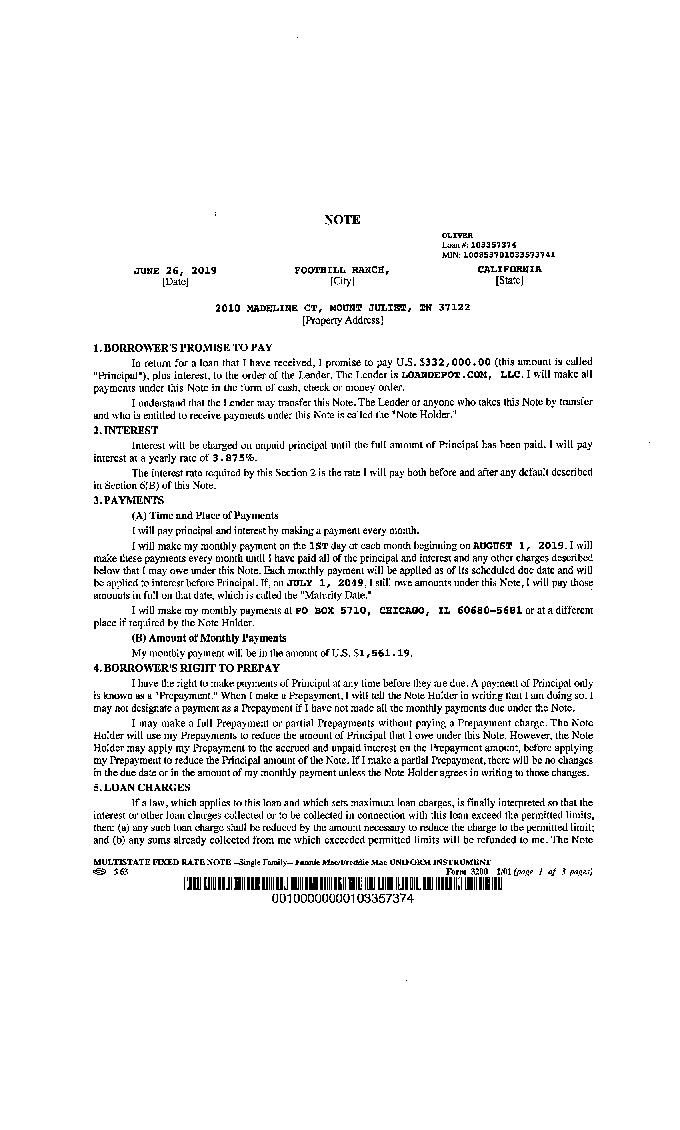 NOTE
OLIVER
Loan #: 103357374
MIN: 100853701033573741
JUNE 26, 2019 FOOTHILL RANCH, CALIFORNIA
[Date] [City] [State]
2010 MADELINE CT, MOUNT JULIET, TN 37122
[Property Address]
1. BORROWER'S PROMISE TO PAY
In return for a loan that I have received, I promise to pay U.S. $332,000.00 (this amount is called
"Principal"), plus interest, to the order of the Lender. The Lender is LOANDEPOT.COM, LLC. I will make all
payments under this Note in the form of cash, check or money order.
I understand that the Lender may transfer this Note. The Lender or anyone who takes this Note by transfer
and who is entitled to receive payments under this Note is called the "Note Holder."
2. INTEREST
Interest will be charged on unpaid principal until the full amount of Principal has been paid. I will pay
interest at a yearly rate of 3.875%.
The interest rate required by this Section 2 is the rate I will pay both before and after any default described
in Section 6(B) of this Note.
3. PAYMENTS
(A) Time and Place of Payments
I will pay principal and interest by making a payment every month.
I will make my monthly payment on the 1ST day of each month beginning on AUGUST 1, 2019. I will
make these payments every month until I have paid all of the principal and interest and any other charges described
below that I may owe under this Note. Each monthly payment will be applied as of its scheduled due date and will
be applied to interest before Principal. If, on JULY 1, 2049, I still owe amounts under this Note, I will pay those
amounts in full on that date, which is called the "Maturity Date."
I will make my monthly payments at PO BOX 5710, CHICAGO, IL 60680-5681 or at a different
place if required by the Note Holder.
(B) Amount of Monthly Payments
My monthly payment will be in the amount of U.S. $1,561.19.
4. BORROWER'S RIGHT TO PREPAY
I have the right to make payments of Principal at any time before they are due. A payment of Principal only
is known as a "Prepayment." When I make a Prepayment, I will tell the Note Holder in writing that I am doing so. I
may not designate a payment as a Prepayment if I have not made all the monthly payments due under the Note.
I may make a full Prepayment or partial Prepayments without paying a Prepayment charge. The Note
Holder will use my Prepayments to reduce the amount of Principal that I owe under this Note. However, the Note
Holder may apply my Prepayment to the accrued and unpaid interest on the Prepayment amount, before applying
my Prepayment to reduce the Principal amount of the Note. If I make a partial Prepayment, there will be no changes
in the due date or in the amount of my monthly payment unless the Note Holder agrees in writing to those changes.
5. LOAN CHARGES
If a law, which applies to this loan and which sets maximum loan charges, is finally interpreted so that the
interest or other loan charges collected or to be collected in connection with this loan exceed the permitted limits,
then: (a) any such loan charge shall be reduced by the amount necessary to reduce the charge to the permitted limit;
and (b) any sums already collected from me which exceeded permitted limits will be refunded to me. The Note
MULTISTATE FIXED RATE NOTE --Single Family-- Fannie Mae/Freddie Mac UNIFORM INSTRUMENT
5.63 Form 3200 1/01 (page 1 of 3 pages)
00100000000103357374